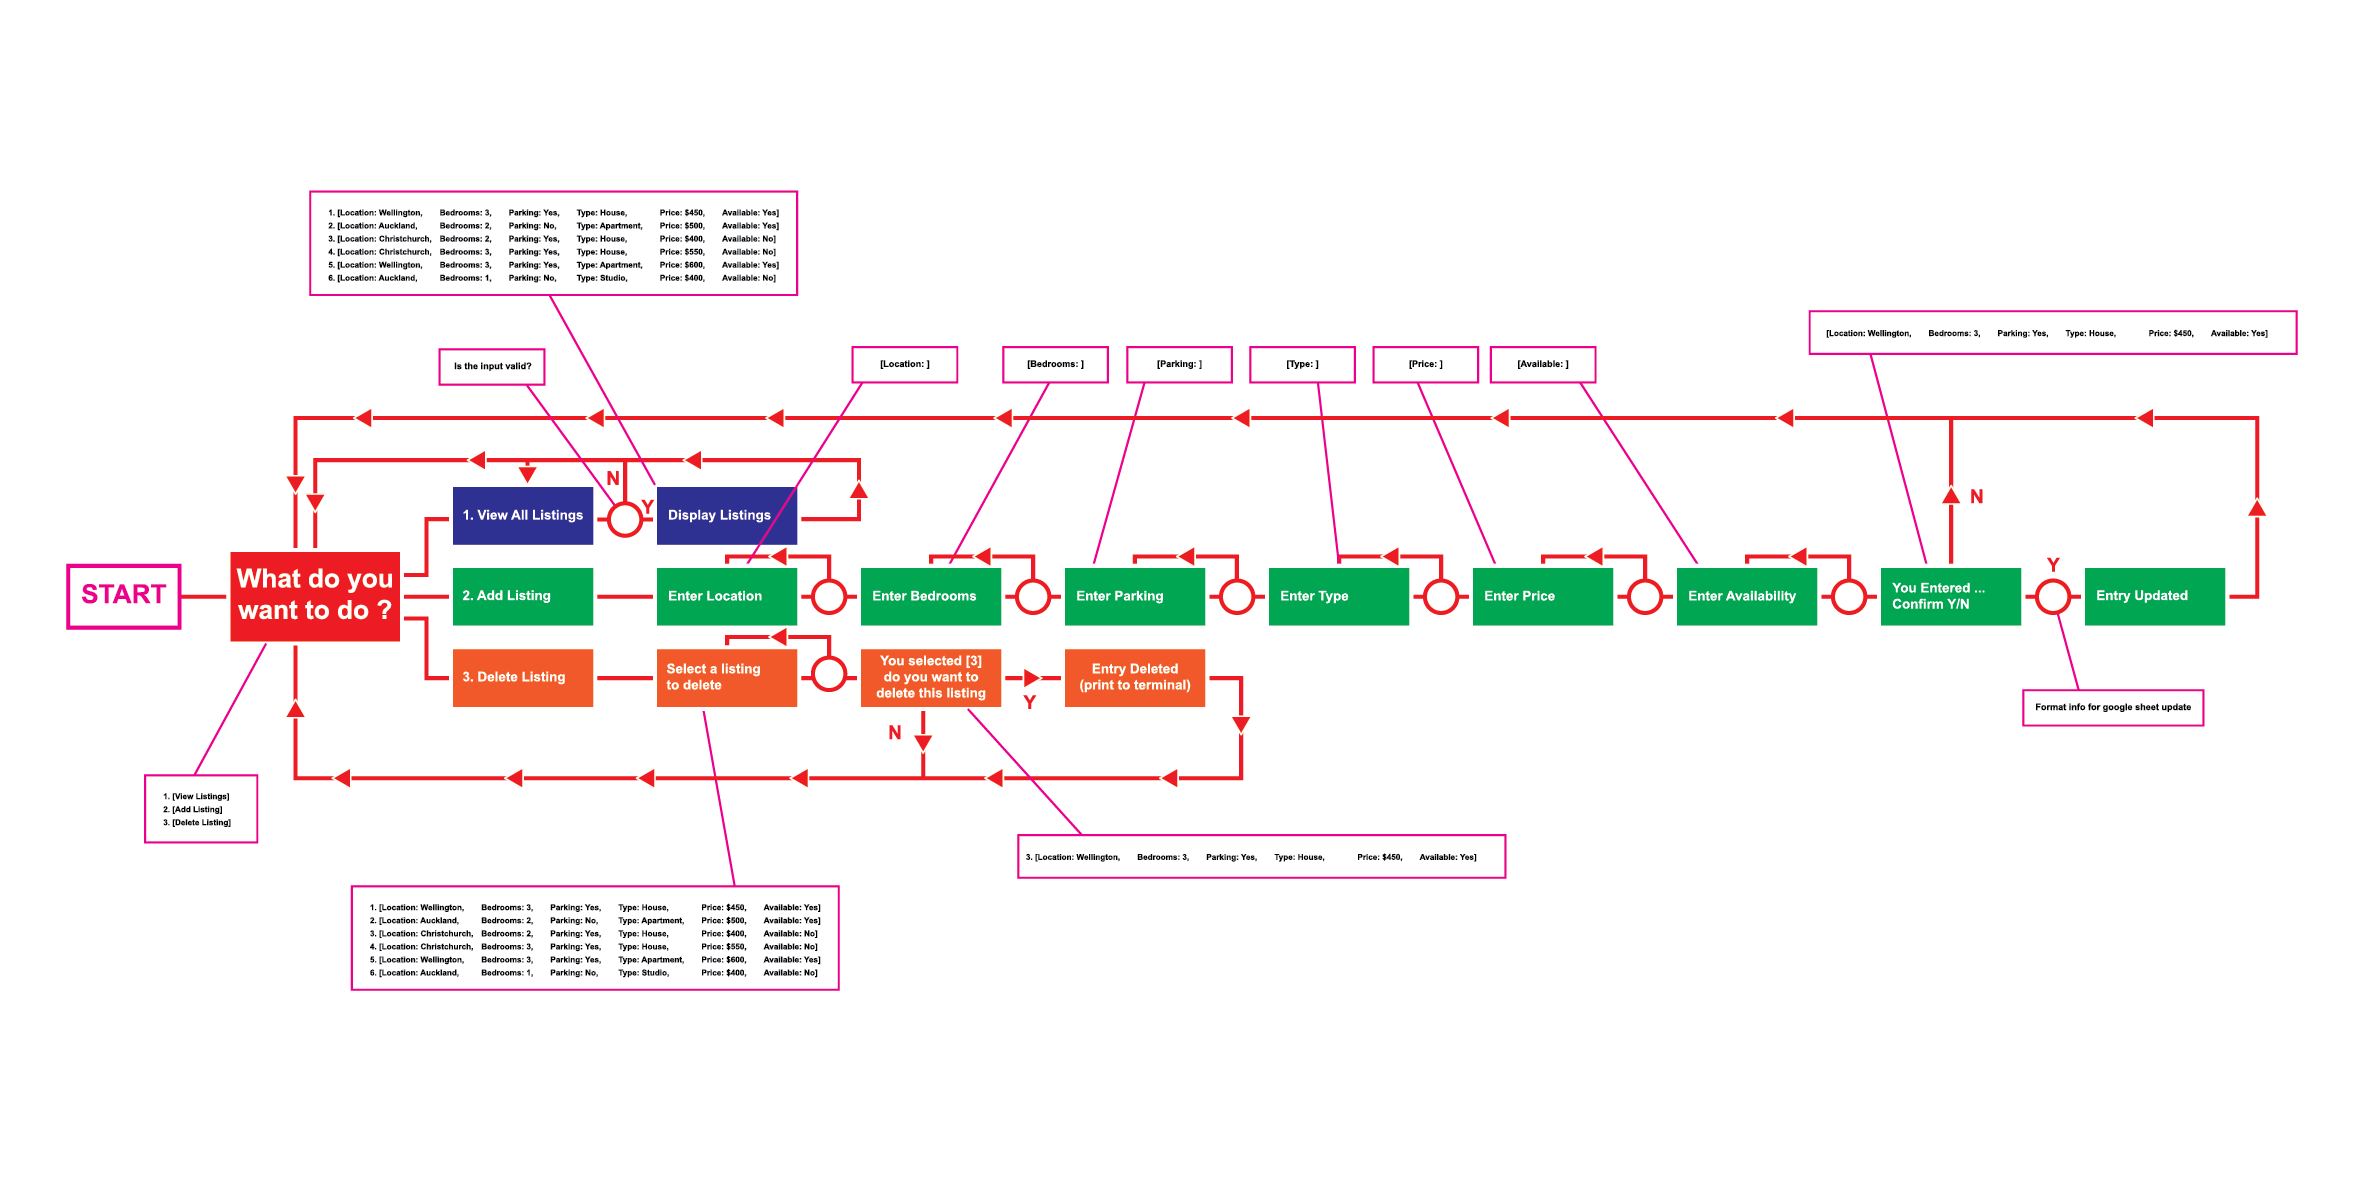 1. [Location: Wellington, Bedrooms: 3, Parking: Yes, Type: House, Price: $450, Available: Yes]
2. [Location: Auckland, Bedrooms: 2, Parking: No, Type: Apartment, Price: $500, Available: Yes]
3. [Location: Christchurch, Bedrooms: 2, Parking: Yes, Type: House, Price: $400, Available: No]
4. [Location: Christchurch, Bedrooms: 3, Parking: Yes, Type: House, Price: $550, Available: No]
5. [Location: Wellington, Bedrooms: 3, Parking: Yes, Type: Apartment, Price: $600, Available: Yes]
6. [Location: Auckland, Bedrooms: 1, Parking: No, Type: Studio, Price: $400, Available: No]
[Location: Wellington, Bedrooms: 3, Parking: Yes, Type: House, Price: $450, Available: Yes]
Is the input valid?
[Location: ]
[Bedrooms: ]
[Parking: ]
[Type: ]
[Price: ]
[Available: ]
N
Y
N
1. View All Listings
Display Listings
START
What do you
want to do ?
2. Add Listing
Enter Location
Enter Bedrooms
Enter Parking
Enter Type
Enter Price
Enter Availability
You Entered ...
Confirm Y/N
Y
Entry Updated
3. Delete Listing
Select a listing
to delete
You selected [3]
do you want to
delete this listing
Y
N
Entry Deleted
(print to terminal)
Format info for google sheet update
1. [View Listings]
2. [Add Listing]
3. [Delete Listing]
3. [Location: Wellington, Bedrooms: 3, Parking: Yes, Type: House, Price: $450, Available: Yes]
1. [Location: Wellington, Bedrooms: 3, Parking: Yes, Type: House, Price: $450, Available: Yes]
2. [Location: Auckland, Bedrooms: 2, Parking: No, Type: Apartment, Price: $500, Available: Yes]
3. [Location: Christchurch, Bedrooms: 2, Parking: Yes, Type: House, Price: $400, Available: No]
4. [Location: Christchurch, Bedrooms: 3, Parking: Yes, Type: House, Price: $550, Available: No]
5. [Location: Wellington, Bedrooms: 3, Parking: Yes, Type: Apartment, Price: $600, Available: Yes]
6. [Location: Auckland, Bedrooms: 1, Parking: No, Type: Studio, Price: $400, Available: No]